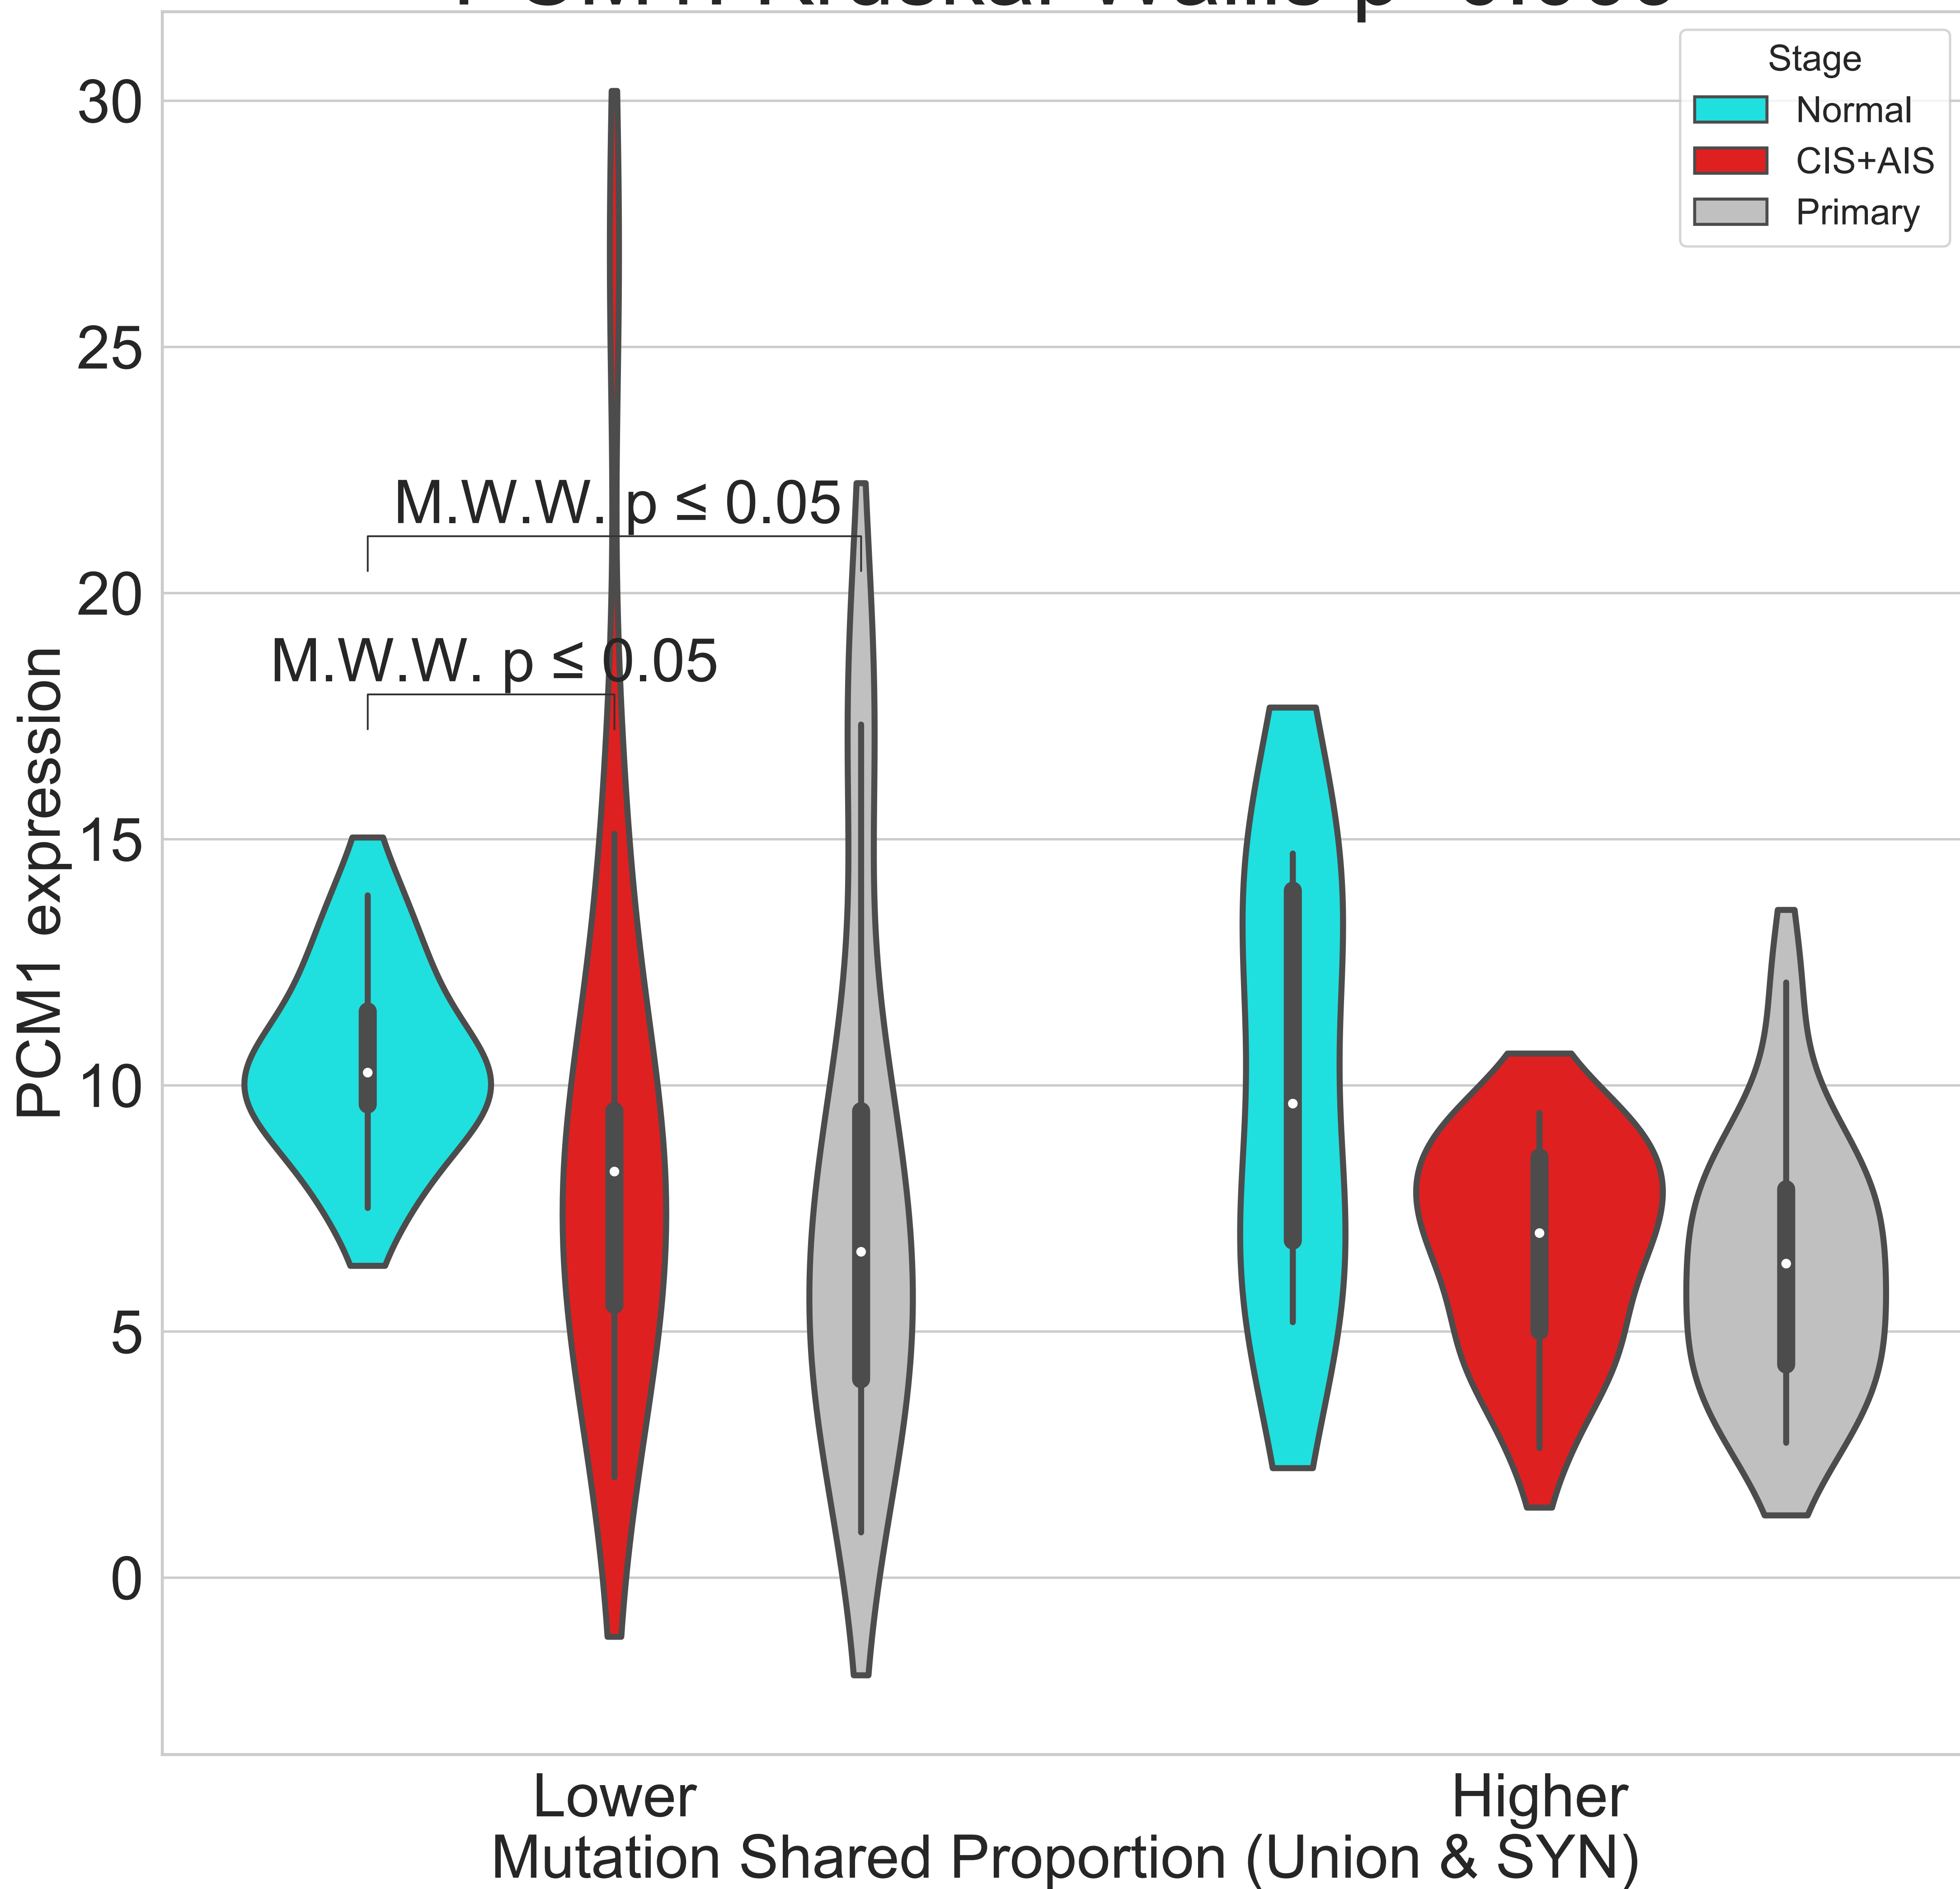 30
25
20
15
10
5
0
PCM1 expression
Stage
Normal
CIS+AIS
Primary
M.W.W. p ≤ 0.05
M.W.W. p ≤ 0.05
Lower
Higher
Mutation Shared Proportion (Union & SYN)